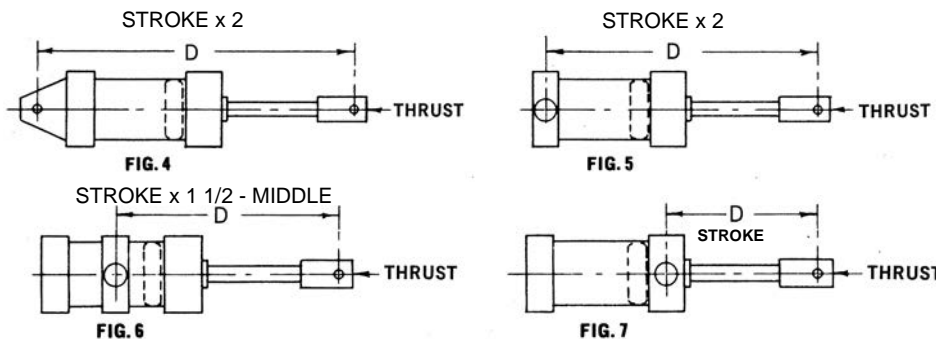 STROKE x 2
D
THRUST
FIG. 4
STROKE x 2
D
THRUST
FIG. 5
STROKE x 1 1/2 - MIDDLE
D
THRUST
FIG. 6
D
STROKE
THRUST
FIG. 7